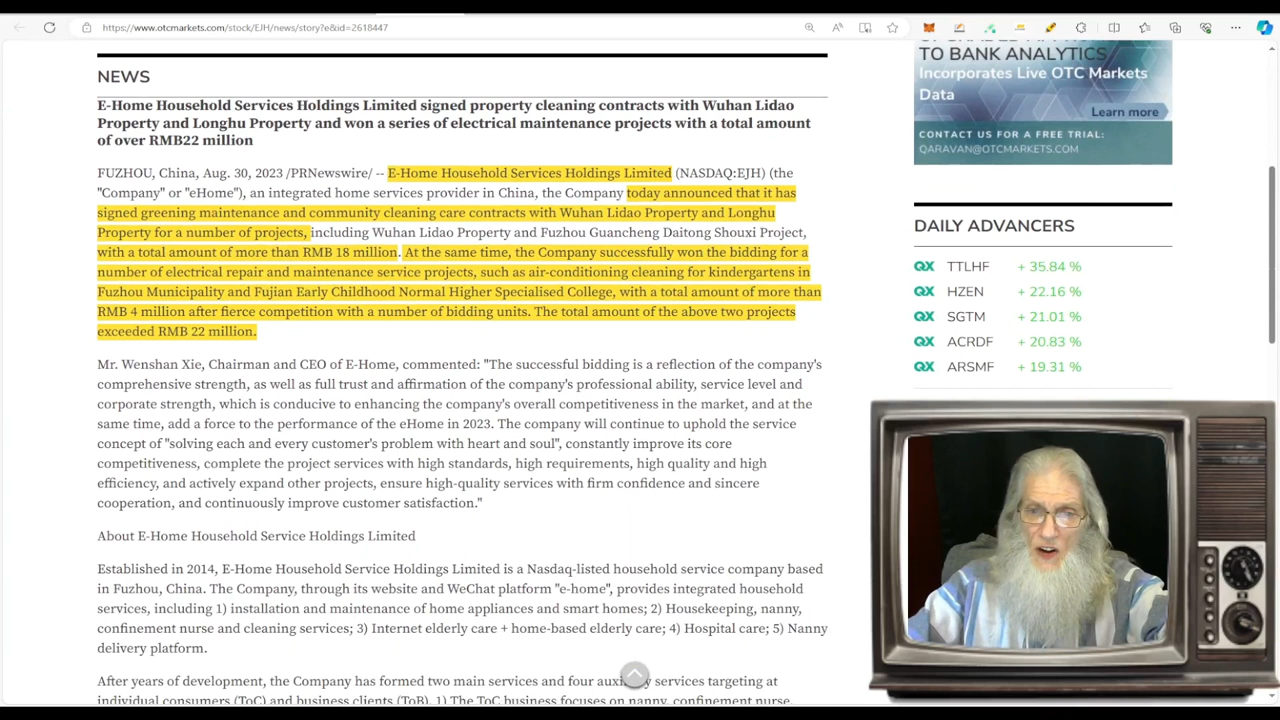 https://www.otcmarkets.com/stock/EJH/news/story?e&id=2618447
TO BANK ANALYTICS
Incorporates Live OTC Markets
Data
Learn more
CONTACT US FOR A FREE TRIAL:
QARAVAN@OTCMARKETS.COM
NEWS
E-Home Household Services Holdings Limited signed property cleaning contracts with Wuhan Lidao
Property and Longhu Property and won a series of electrical maintenance projects with a total amount
of over RMB22 million
FUZHOU, China, Aug. 30, 2023 /PRNewswire/ -- E-Home Household Services Holdings Limited (NASDAQ:EJH) (the
"Company" or "eHome"), an integrated home services provider in China, the Company today announced that it has
signed greening maintenance and community cleaning care contracts with Wuhan Lidao Property and Longhu
Property for a number of projects, including Wuhan Lidao Property and Fuzhou Guancheng Daitong Shouxi Project,
with a total amount of more than RMB 18 million. At the same time, the Company successfully won the bidding for a
number of electrical repair and maintenance service projects, such as air-conditioning cleaning for kindergartens in
Fuzhou Municipality and Fujian Early Childhood Normal Higher Specialised College, with a total amount of more than
RMB 4 million after fierce competition with a number of bidding units. The total amount of the above two projects
exceeded RMB 22 million.
Mr. Wenshan Xie, Chairman and CEO of E-Home, commented: "The successful bidding is a reflection of the company's
comprehensive strength, as well as full trust and affirmation of the company's professional ability, service level and
corporate strength, which is conducive to enhancing the company's overall competitiveness in the market, and at the
same time, add a force to the performance of the eHome in 2023. The company will continue to uphold the service
concept of "solving each and every customer's problem with heart and soul", constantly improve its core
competitiveness, complete the project services with high standards, high requirements, high quality and high
efficiency, and actively expand other projects, ensure high-quality services with firm confidence and sincere
cooperation, and continuously improve customer satisfaction."
About E-Home Household Service Holdings Limited
Established in 2014, E-Home Household Service Holdings Limited is a Nasdaq-listed household service company based
in Fuzhou, China. The Company, through its website and WeChat platform "e-home", provides integrated household
services, including 1) installation and maintenance of home appliances and smart homes; 2) Housekeeping, nanny,
confinement nurse and cleaning services; 3) Internet elderly care + home-based elderly care; 4) Hospital care; 5) Nanny
delivery platform.
After years of development, the Company has formed two main services and four services targeting at
individual consumers (ToC) and business clients (ToB). 1) The ToC business focuses on nanny, confinement nurse,
DAILY ADVANCERS
QX TTLHF + 35.84 %
QX HZEN + 22.16 %
QX SGTM + 21.01 %
QX ACRDF + 20.83 %
QX ARSMF + 19.31 %